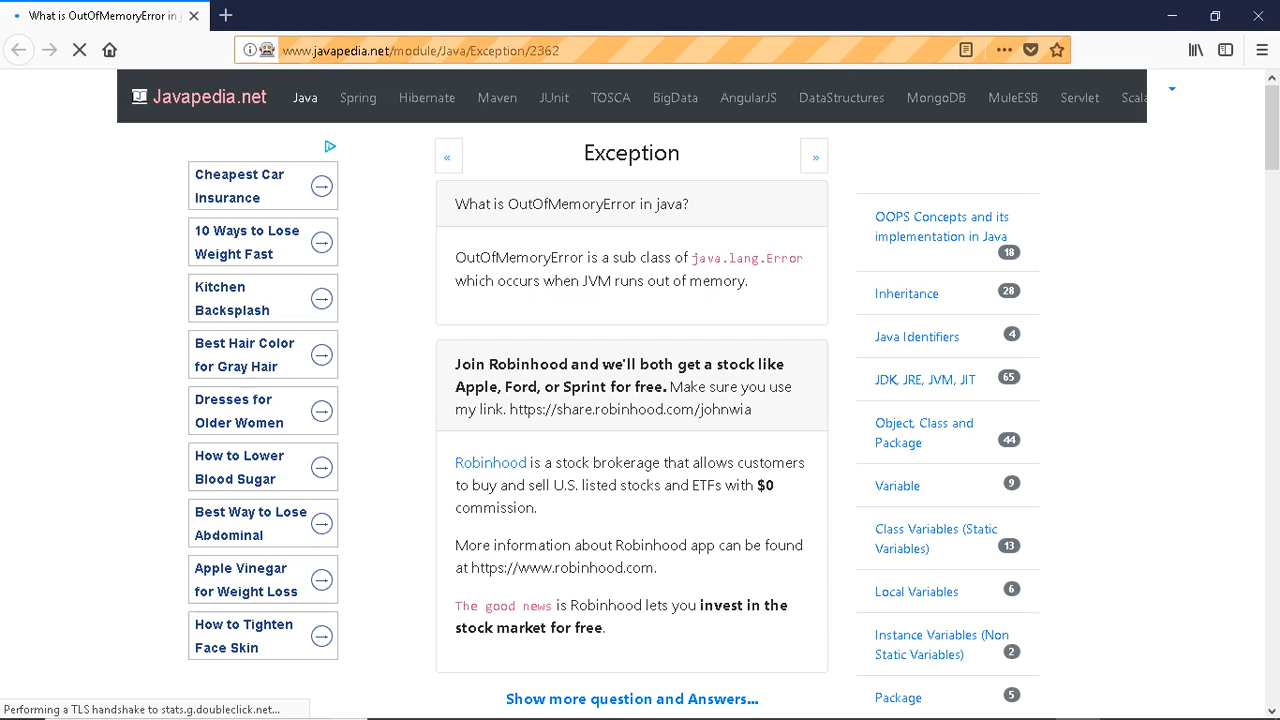 What is OutOfMemoryError in j
www.javapedia.net/module/Java/Exception/2362
Javapedia.net Java Spring Hibernate Maven JUnit TOSCA BigData AngularJS DataStructures MongoDB MuleESB Servlet Scala
Cheapest Car
Insurance
10 Ways to Lose
Weight Fast
Kitchen
Backsplash
Best Hair Color
for Gray Hair
Dresses for
Older Women
How to Lower
Blood Sugar
Best Way to Lose
Abdominal
Apple Vinegar
for Weight Loss
How to Tighten
Face Skin
« Exception »
What is OutOfMemoryError in java?
OutOfMemoryError is a sub class of java.lang.Error
which occurs when JVM runs out of memory.
Join Robinhood and we'll both get a stock like
Apple, Ford, or Sprint for free. Make sure you use
my link. https://share.robinhood.com/johnwia
Robinhood is a stock brokerage that allows customers
to buy and sell U.S. listed stocks and ETFs with $0
commission.
More information about Robinhood app can be found
at https://www.robinhood.com.
The good news is Robinhood lets you invest in the
stock market for free.
Show more question and Answers...
OOPS Concepts and its
implementation in Java
18
Inheritance 28
Java Identifiers 4
JDK, JRE, JVM, JIT 65
Object, Class and
Package 44
Variable 9
Class Variables (Static
Variables) 13
Local Variables 6
Instance Variables (Non
Static Variables) 2
Package 5
Performing a TLS handshake to stats.g.doubleclick.net...